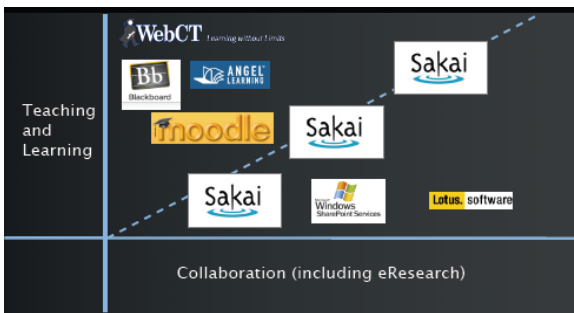 WebCT Learning without Limits
Bb
Blackboard
ANGEL
LEARNING
Sakai
Teaching
and
Learning
moodle
Sakai
Sakai
Microsoft
Windows
SharePoint Services
Lotus. software
Collaboration (including eResearch)